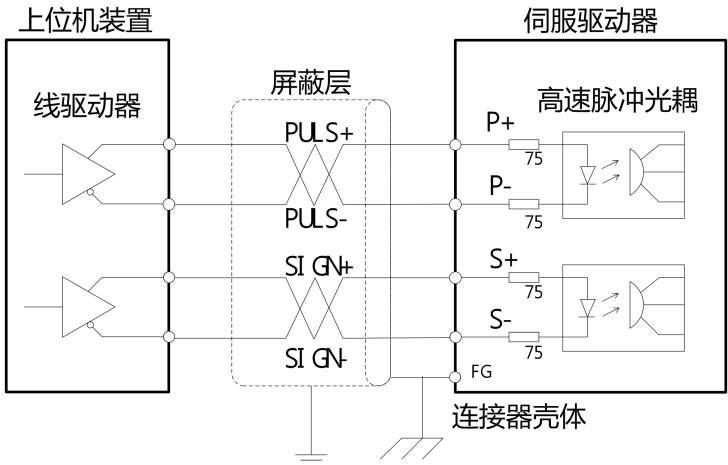 上位机装置
伺服驱动器
屏蔽层
线驱动器
高速脉冲光耦
PULS+
P+
75
P-
PULS-
75
SIGN+
S+
75
S-
SIGN-
75
FG
连接器壳体